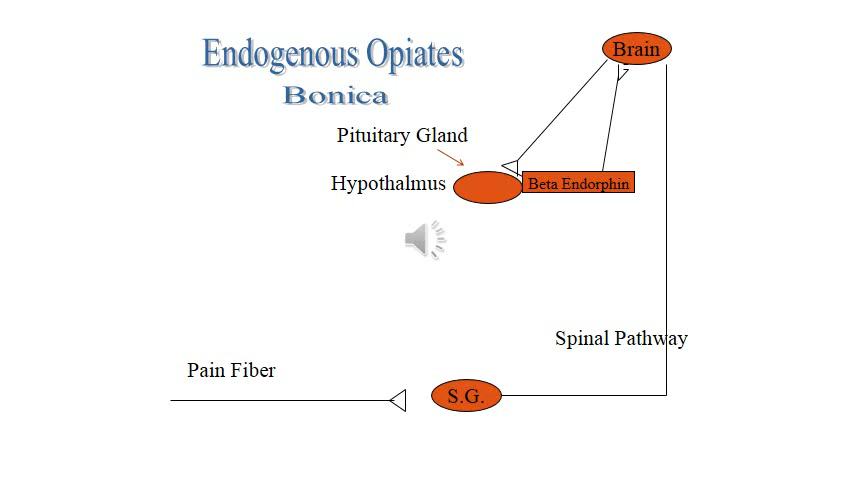 Endogenous Opiates
Bonica
Brain
Pituitary Gland
Hypothalmus
Beta Endorphin
Spinal Pathway
Pain Fiber
S.G.